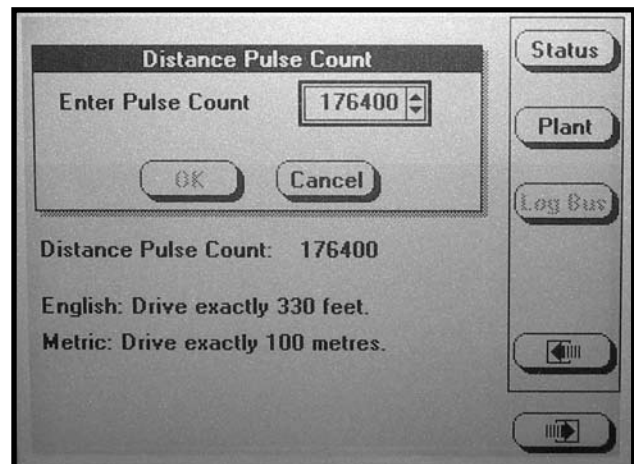 Distance Pulse Count
Enter Pulse Count 176400
OK Cancel
Distance Pulse Count: 176400
English: Drive exactly 330 feet.
Metric: Drive exactly 100 metres.
Status
Plant
Log Bus